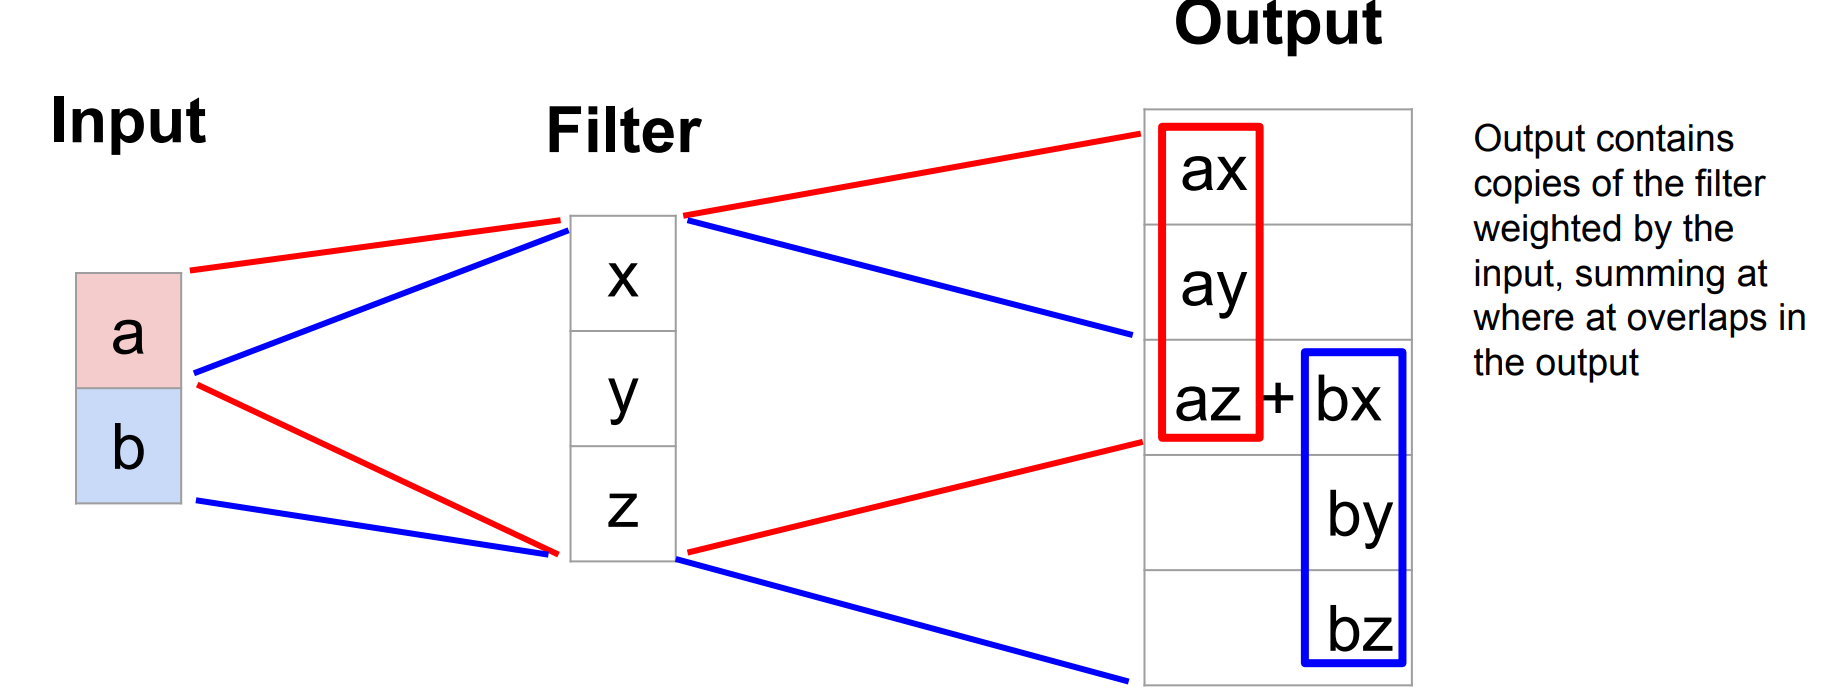 Output
Input
Filter
a
b
x
y
z
ax
ay
az + bx
by
bz
Output contains
copies of the filter
weighted by the
input, summing at
where at overlaps in
the output